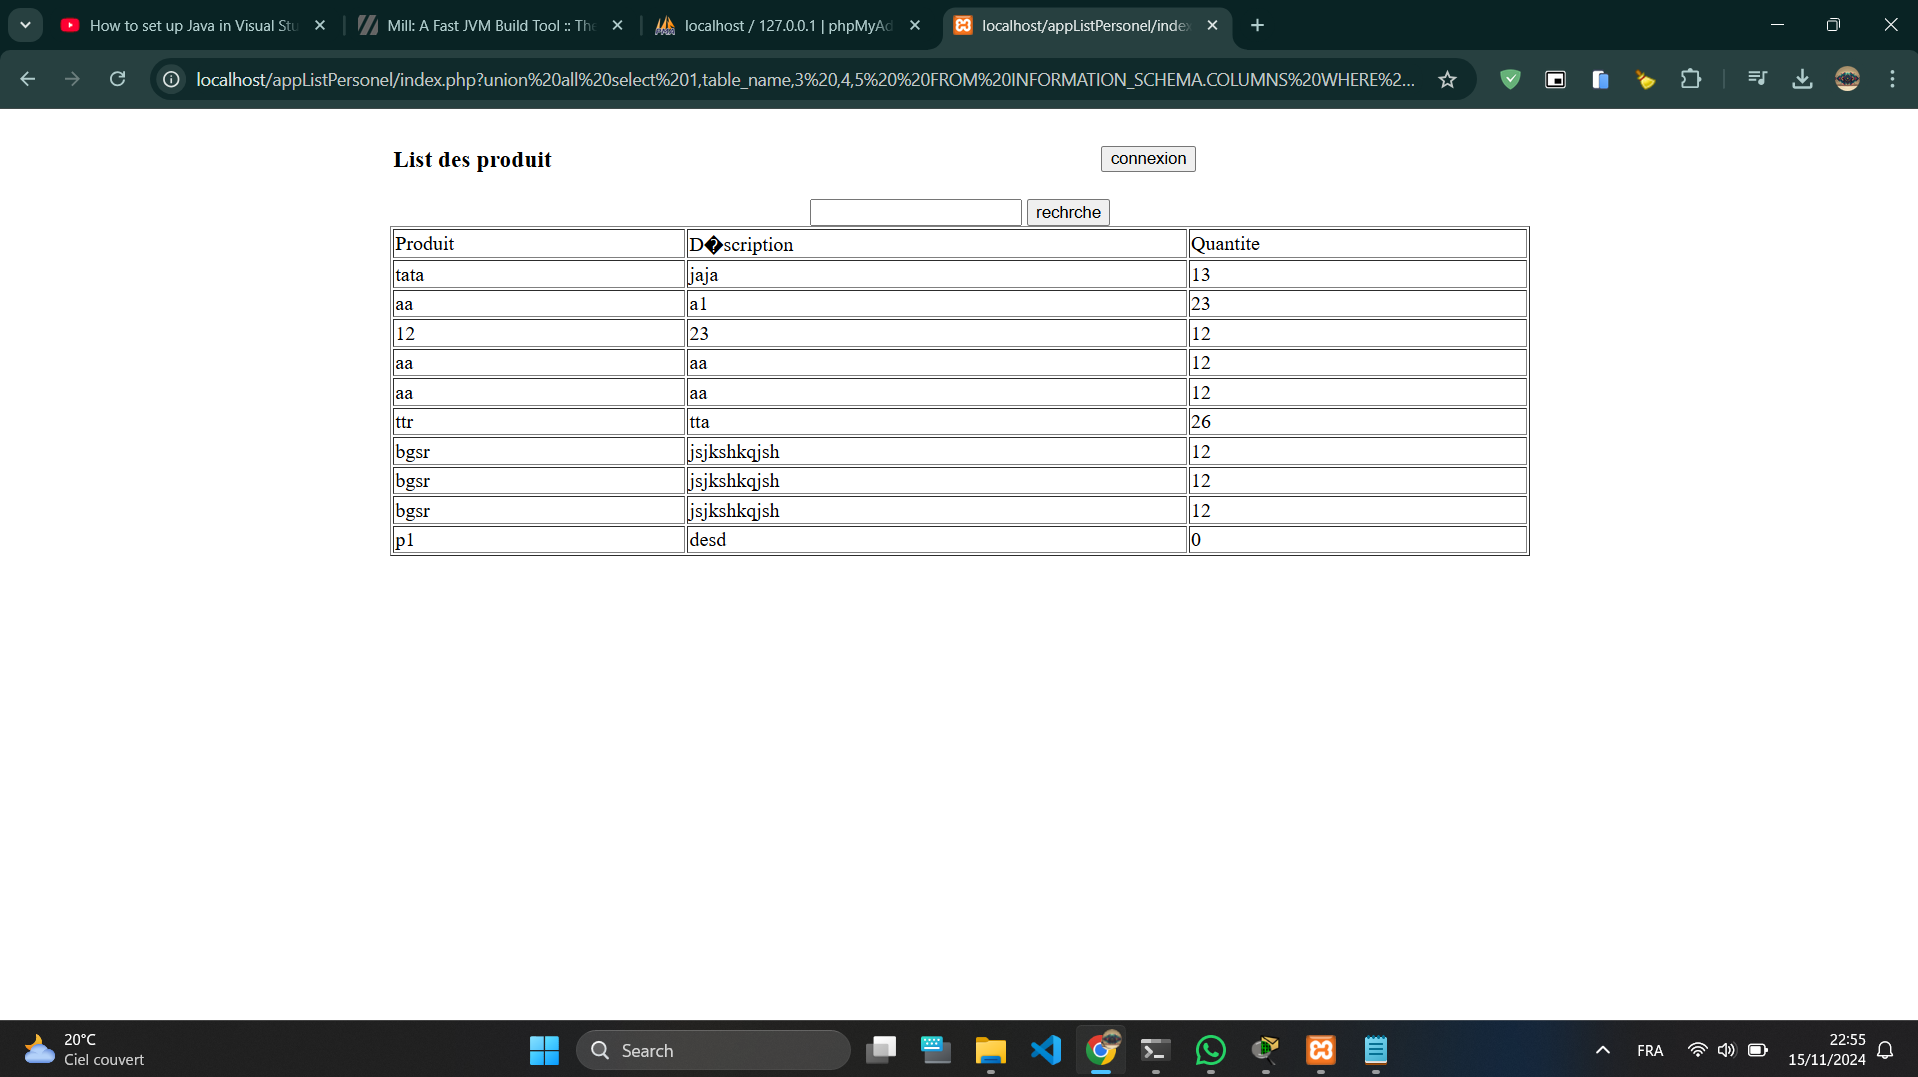 How to set up Java in Visual Stu
Mill: A Fast JVM Build Tool :: The
localhost / 127.0.0.1 | phpMyAd
localhost/appListPersonel/index
localhost/appListPersonel/index.php?union%20all%20select%201,table_name,3%20,4,5%20%20FROM%20INFORMATION_SCHEMA.COLUMNS%20WHERE%2...
List des produit connexion
rechrche
Produit D�scription Quantite
tata jaja 13
aa a1 23
12 23 12
aa aa 12
aa aa 12
ttr tta 26
bgsr jsjkshkqjsh 12
bgsr jsjkshkqjsh 12
bgsr jsjkshkqjsh 12
p1 desd 0
20°C
Ciel couvert
Search
FRA
22:55
15/11/2024